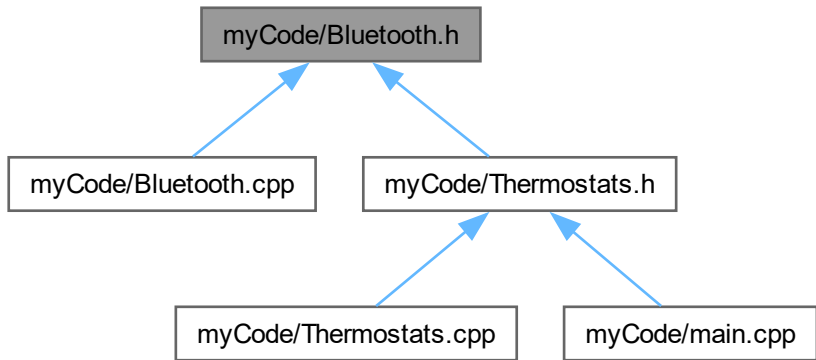 myCode/Bluetooth.h
myCode/Bluetooth.cpp
myCode/Thermostats.h
myCode/Thermostats.cpp
myCode/main.cpp